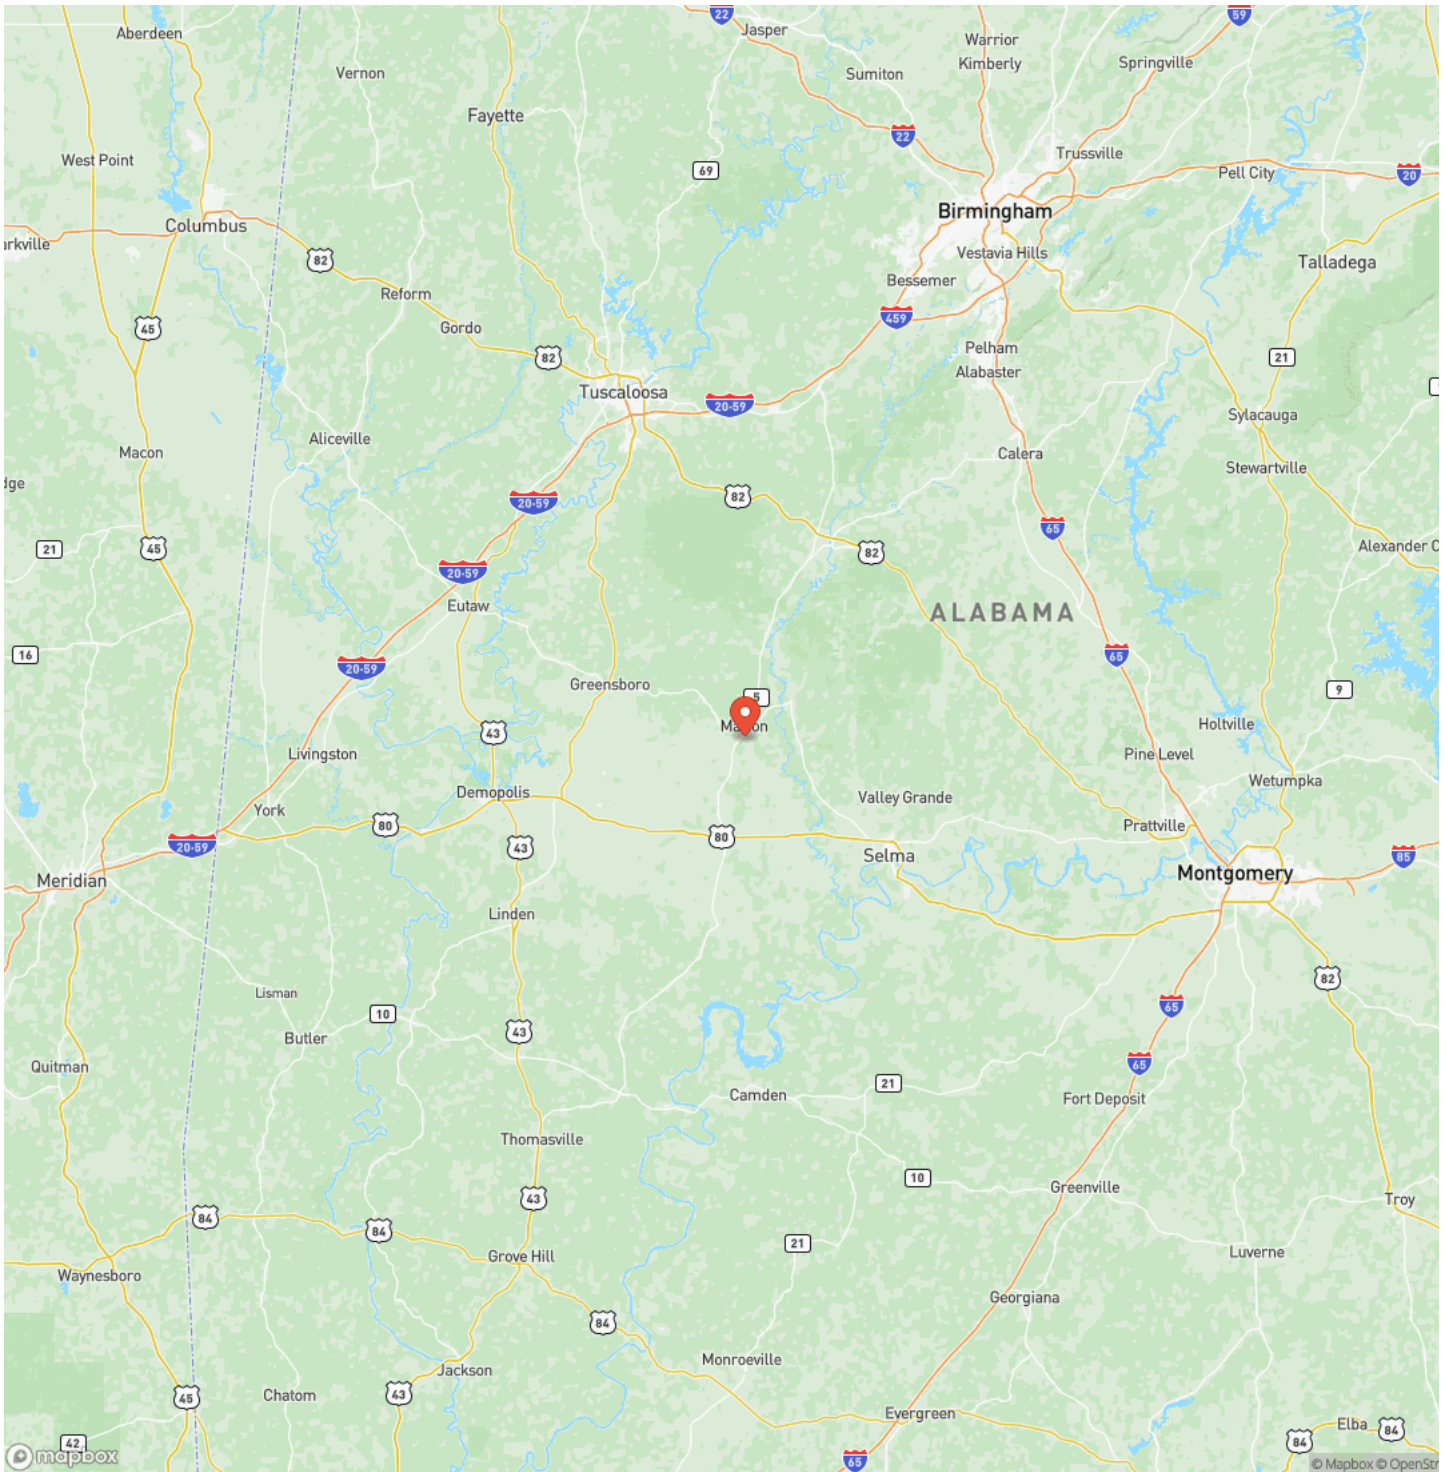 22
59
Aberdeen
Jasper
Warrior
Kimberly
Springville
Vernon
Sumiton
Fayette
22
Trussville
West Point
69
Pell City
20
Birmingham
Columbus
arkville
Vestavia Hills
82
Talladega
Bessemer
Reform
459
45
Gordo
82
Pelham
21
Alabaster
Tuscaloosa
20-59
Sylacauga
Aliceville
Macon
Calera
Stewartville
dge
82
20-59
65
21
45
82
Alexander C
20-59
Eutaw
ALABAMA
16
20-59
65
Greensboro
5
9
Holtville
43
Livingston
Pine Level
Wetumpka
Demopolis
Valley Grande
York
80
Prattville
80
20-59
43
Selma
85
Meridian
Montgomery
Linden
82
Lisman
10
65
43
Butler
Quitman
65
21
Camden
Fort Deposit
Thomasville
10
Greenville
43
Troy
84
84
21
Grove Hill
Luverne
Waynesboro
Georgiana
84
Monroeville
Jackson
45
Chatom
43
Evergreen
Elba
84
42
84
mapbox
65
© Mapbox © OpenStr